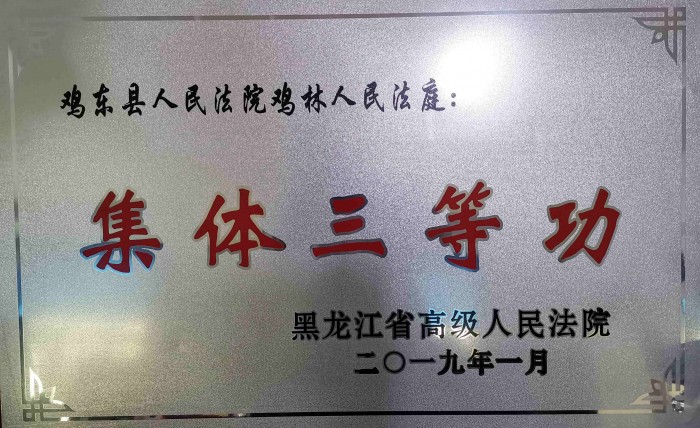 鸡东县人民法院鸡林人民法庭：
集体三等功
黑龙江省高级人民法院
二〇一九年一月